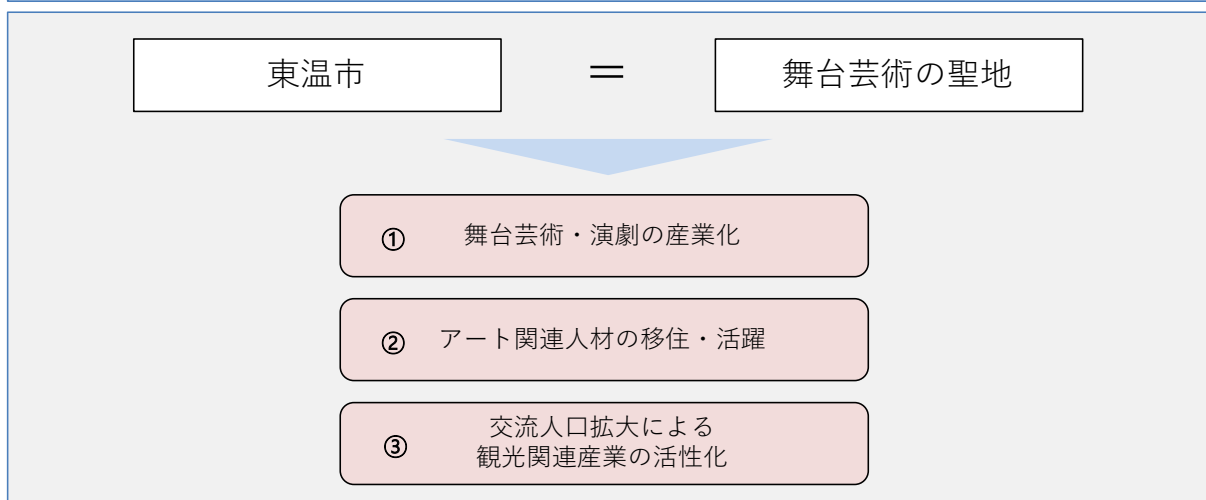 東温市 ＝ 舞台芸術の聖地
① 舞台芸術・演劇の産業化
② アート関連人材の移住・活躍
③ 交流人口拡大による
観光関連産業の活性化